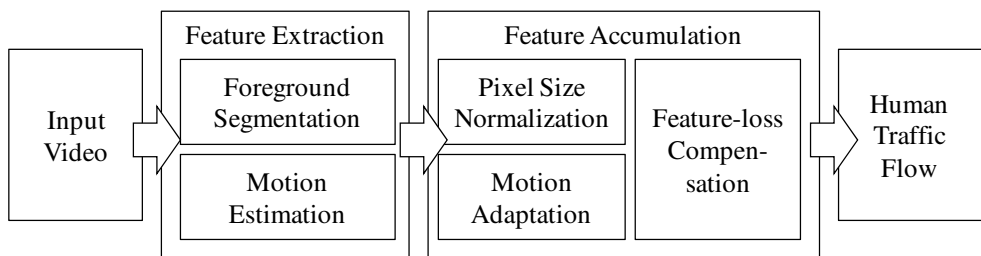 Input
Video
Feature Extraction
Foreground
Segmentation
Motion
Estimation
Feature Accumulation
Pixel Size
Normalization
Motion
Adaptation
Feature-loss
Compen-
sation
Human
Traffic
Flow